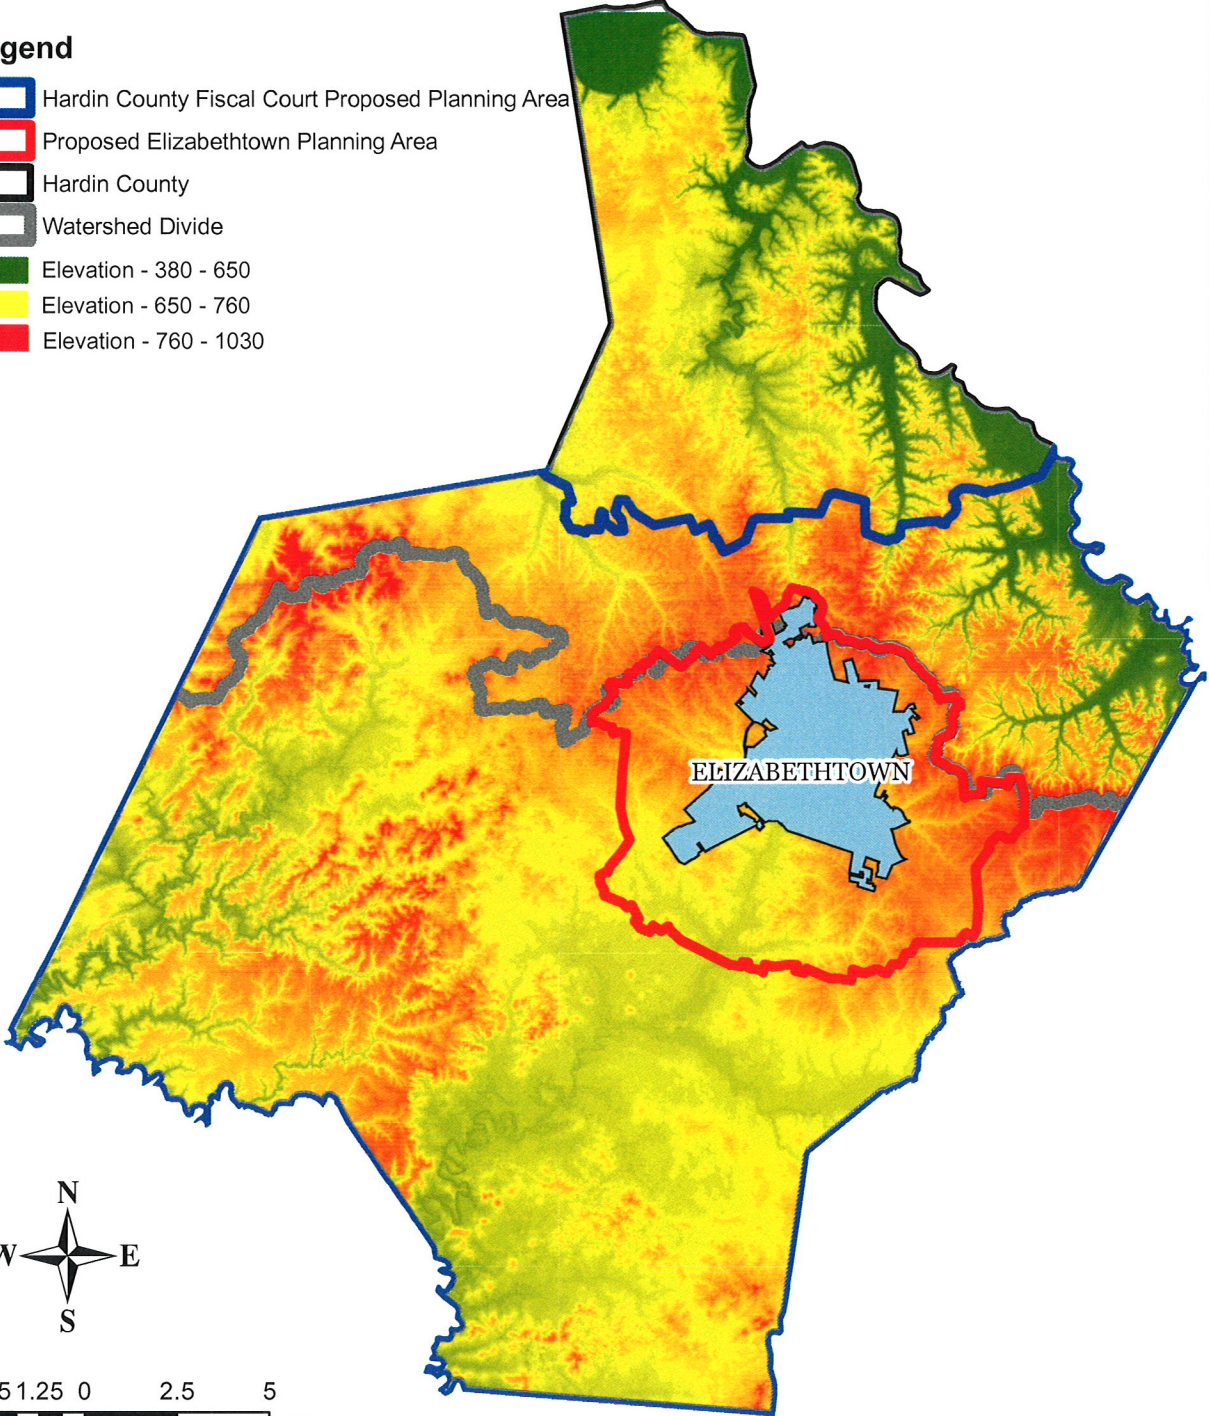 gend
Hardin County Fiscal Court Proposed Planning Area
Proposed Elizabethtown Planning Area
Hardin County
Watershed Divide
Elevation - 380 - 650
Elevation - 650 - 760
Elevation - 760 - 1030
ELIZABETHTOWN
N
W E
S
5 1.25 0 2.5 5